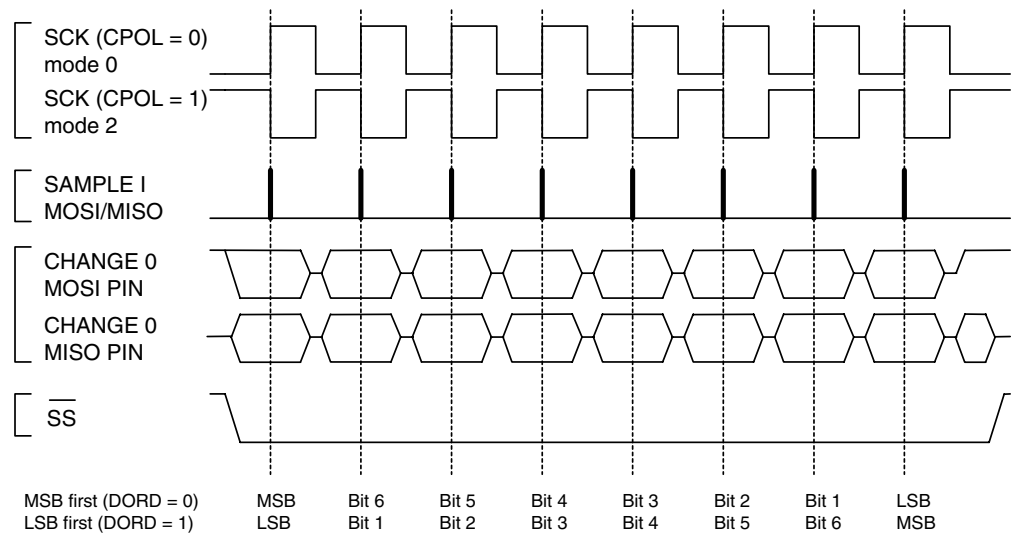 SCK (CPOL = 0)
mode 0
SCK (CPOL = 1)
mode 2
SAMPLE I
MOSI/MISO
CHANGE 0
MOSI PIN
CHANGE 0
MISO PIN
SS
MSB first (DORD = 0) MSB Bit 6 Bit 5 Bit 4 Bit 3 Bit 2 Bit 1 LSB
LSB first (DORD = 1) LSB Bit 1 Bit 2 Bit 3 Bit 4 Bit 5 Bit 6 MSB